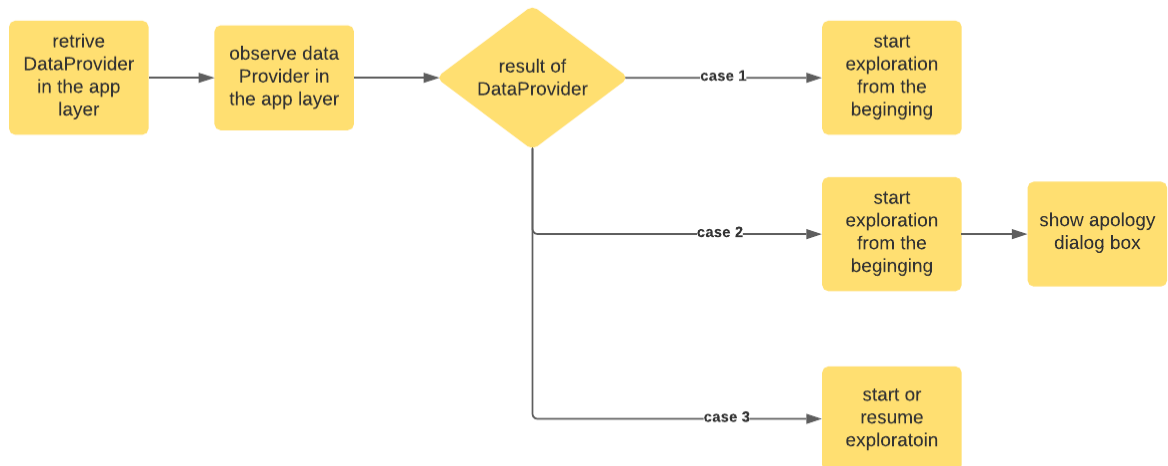 retrive
DataProvider
in the app
layer
observe data
Provider in
the app layer
result of
DataProvider
case 1
start
exploration
from the
beginging
case 2
start
exploration
from the
beginging
show apology
dialog box
case 3
start or
resume
exploratoin